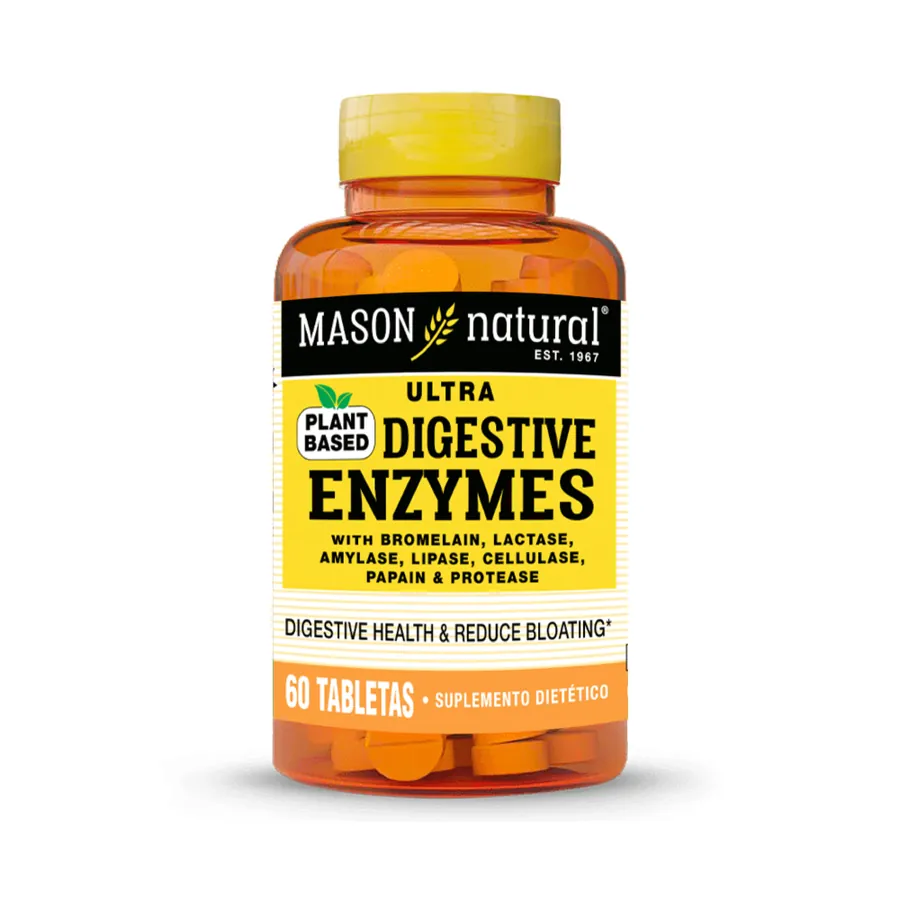 MASON natural®
EST. 1967
ULTRA
PLANT
BASED
DIGESTIVE
ENZYMES
WITH BROMELAIN, LACTASE,
AMYLASE, LIPASE, CELLULASE,
PAPAIN & PROTEASE
DIGESTIVE HEALTH & REDUCE BLOATING*
60 TABLETAS • SUPLEMENTO DIETÉTICO